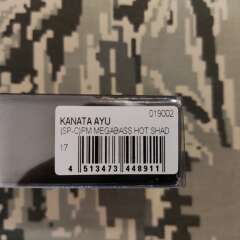 019002
KANATA AYU
(SP-C)PM MEGABASS HOT SHAD
17
4 513473 448911